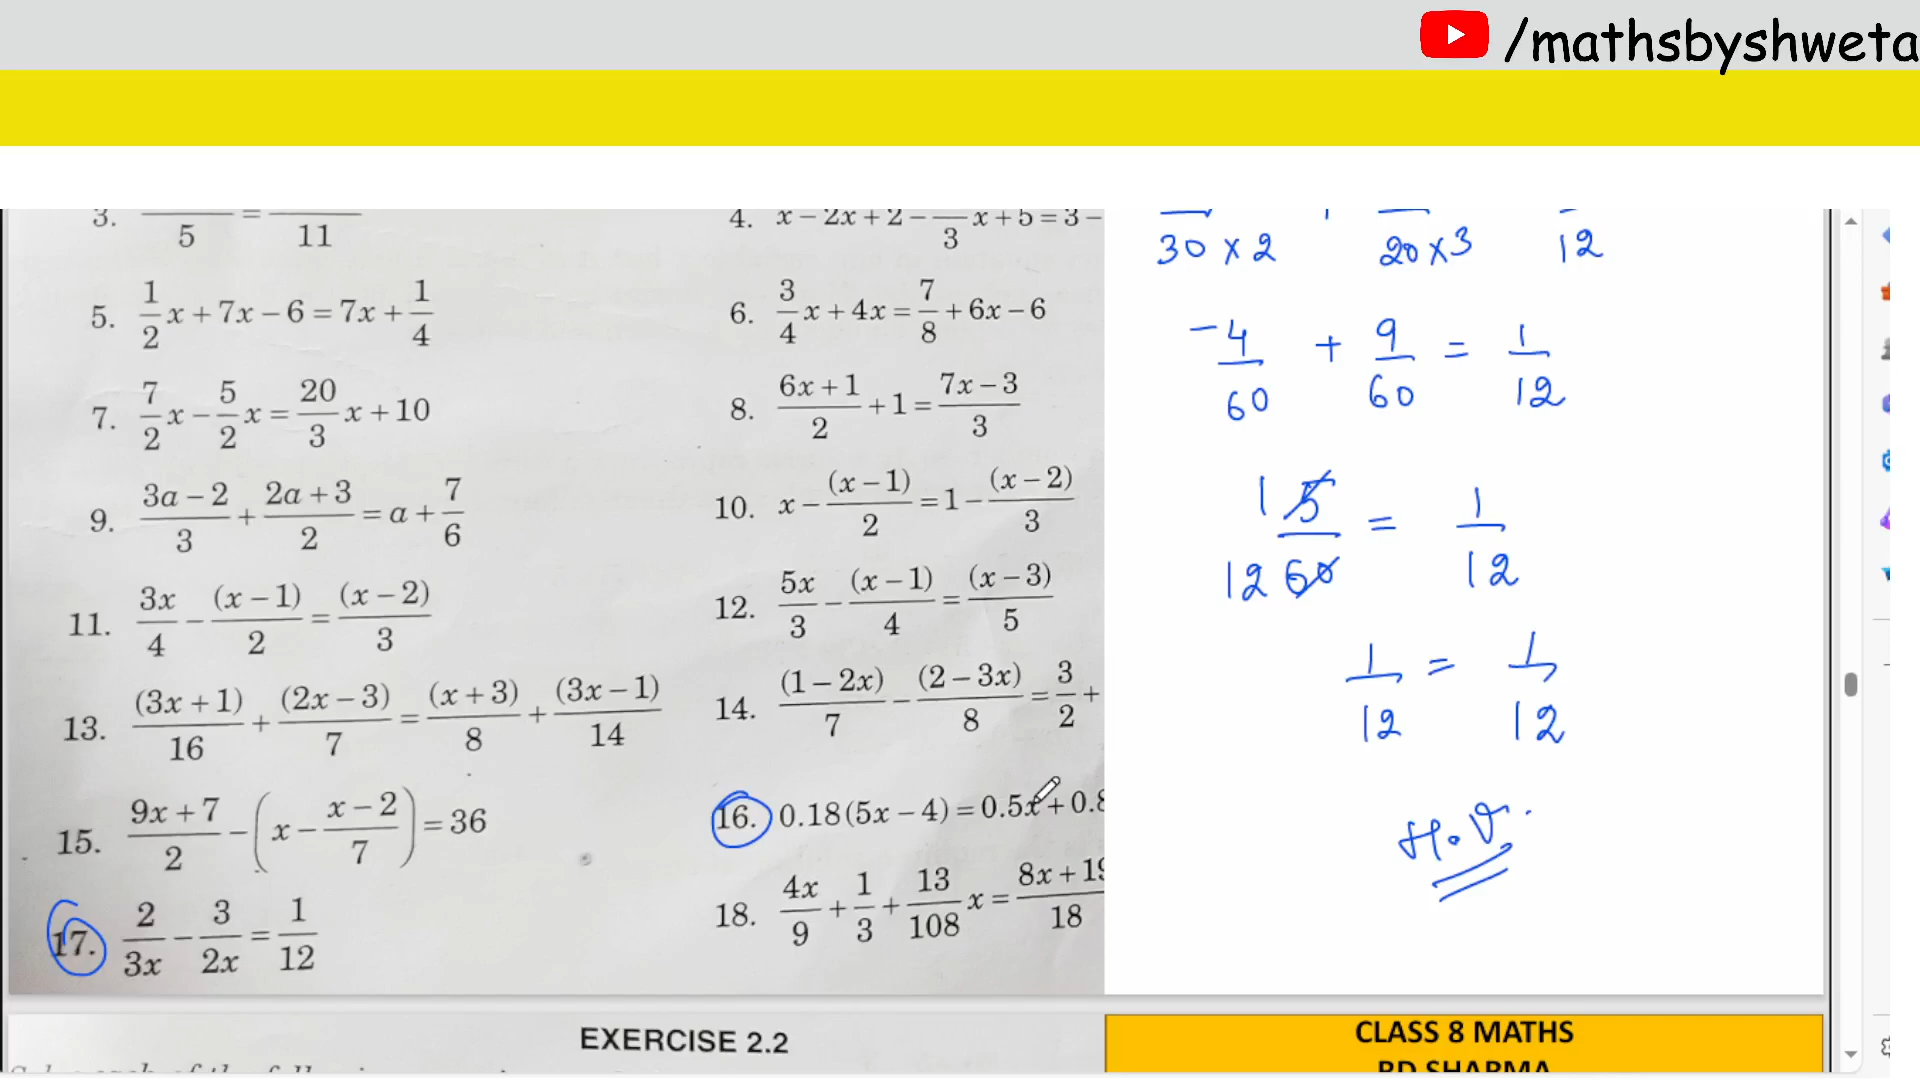 /mathsbyshweta
3. 5 = 11
4. x − 2x + 2 − 3 x + 5 = 3 −
5. 1/2 x + 7x − 6 = 7x + 1/4
6. 3/4 x + 4x = 7/8 + 6x − 6
7. 7/2 x − 5/2 x = 20/3 x + 10
8. (6x + 1)/2 + 1 = (7x − 3)/3
9. (3a − 2)/3 + (2a + 3)/2 = a + 7/6
10. x − (x − 1)/2 = 1 − (x − 2)/3
11. 3x/4 − (x − 1)/2 = (x − 2)/3
12. 5x/3 − (x − 1)/4 = (x − 3)/5
13. (3x + 1)/16 + (2x − 3)/7 = (x + 3)/8 + (3x − 1)/14
14. (1 − 2x)/7 − (2 − 3x)/8 = 3/2 +
15. (9x + 7)/2 − (x − (x − 2)/7) = 36
16. 0.18(5x − 4) = 0.5x + 0.8
17. 2/3x − 3/2x = 1/12
18. 4x/9 + 1/3 + 13/108 x = (8x + 19)/18
30 × 2 20 × 3 12
−4/60 + 9/60 = 1/12
1 5/12 60 = 1/12
1/12 = 1/12
H.V.
EXERCISE 2.2
CLASS 8 MATHS
RD SHARMA